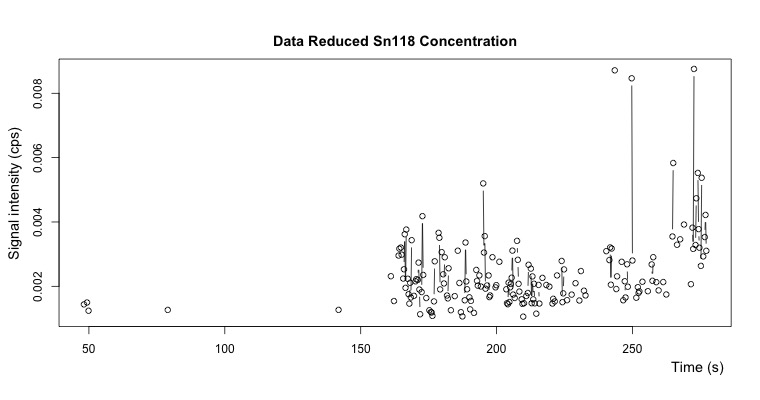 Data Reduced Sn118 Concentration
Signal intensity (cps)
0.008
0.006
0.004
0.002
50 100 150 200 250
Time (s)